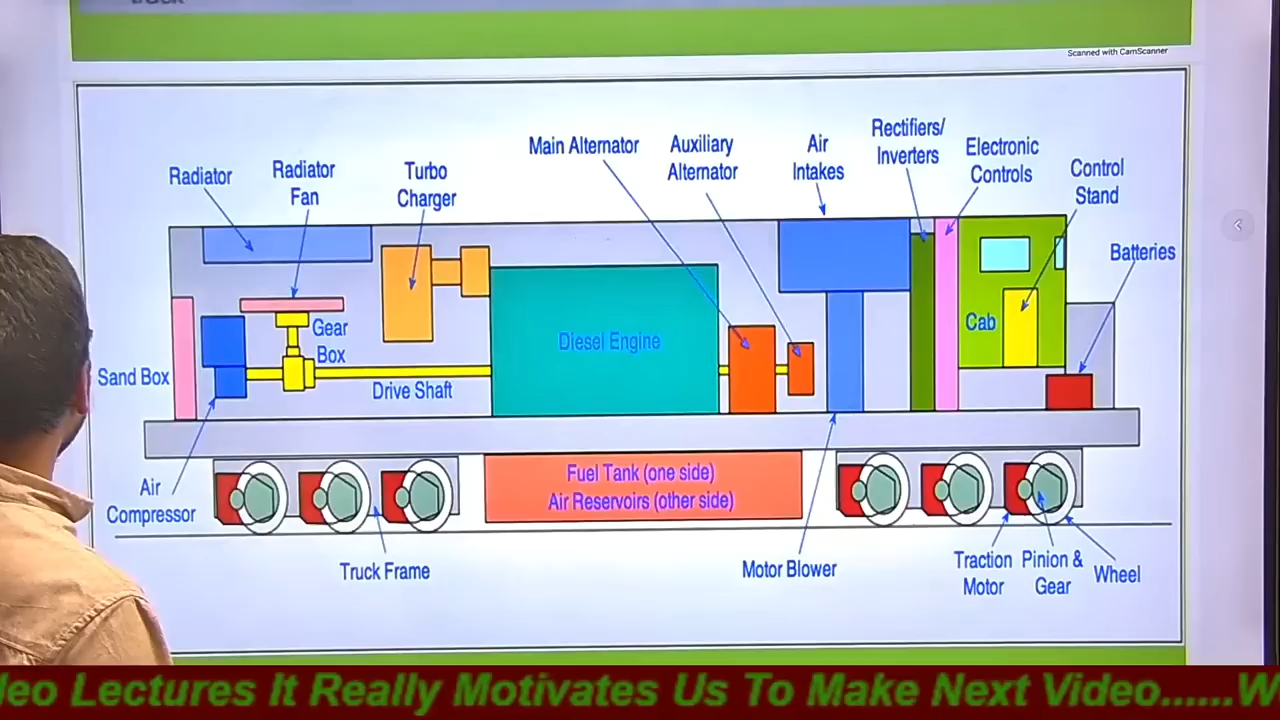 Scanned with CamScanner
Radiator
Radiator
Fan
Turbo
Charger
Main Alternator
Auxiliary
Alternator
Air
Intakes
Rectifiers/
Inverters
Electronic
Controls
Control
Stand
Batteries
Gear
Box
Diesel Engine
Cab
Sand Box
Drive Shaft
Air
Compressor
Fuel Tank (one side)
Air Reservoirs (other side)
Truck Frame
Motor Blower
Traction
Motor
Pinion &
Gear
Wheel
Lectures It Really Motivates Us To Make Next Video......